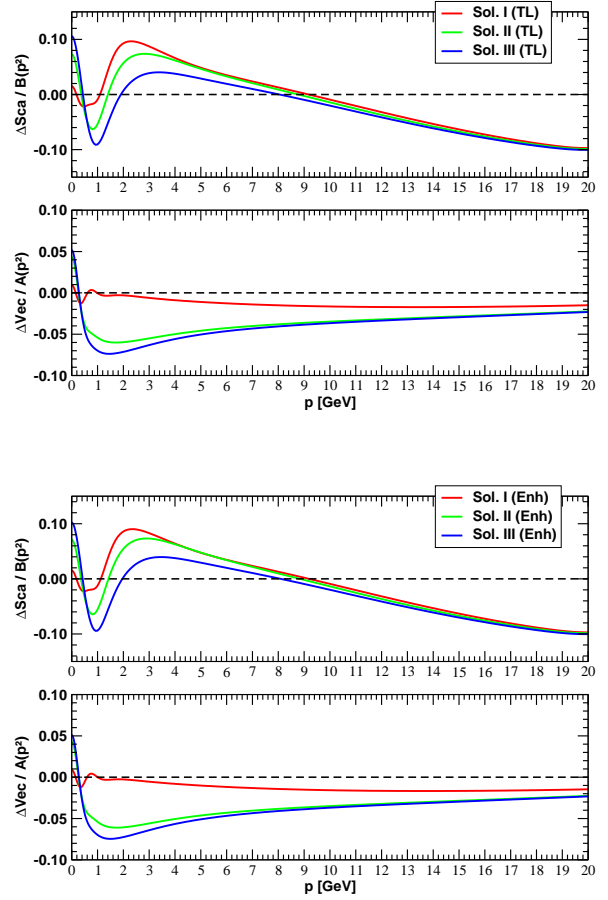 Sol. I (TL)
Sol. II (TL)
Sol. III (TL)
0.10
0.00
-0.10
ΔSca / B(p²)
0 1 2 3 4 5 6 7 8 9 10 11 12 13 14 15 16 17 18 19 20
0.10
0.05
0.00
-0.05
-0.10
ΔVec / A(p²)
0 1 2 3 4 5 6 7 8 9 10 11 12 13 14 15 16 17 18 19 20
p [GeV]
Sol. I (Enh)
Sol. II (Enh)
Sol. III (Enh)
0.10
0.00
-0.10
ΔSca / B(p²)
0 1 2 3 4 5 6 7 8 9 10 11 12 13 14 15 16 17 18 19 20
0.10
0.05
0.00
-0.05
-0.10
ΔVec / A(p²)
0 1 2 3 4 5 6 7 8 9 10 11 12 13 14 15 16 17 18 19 20
p [GeV]